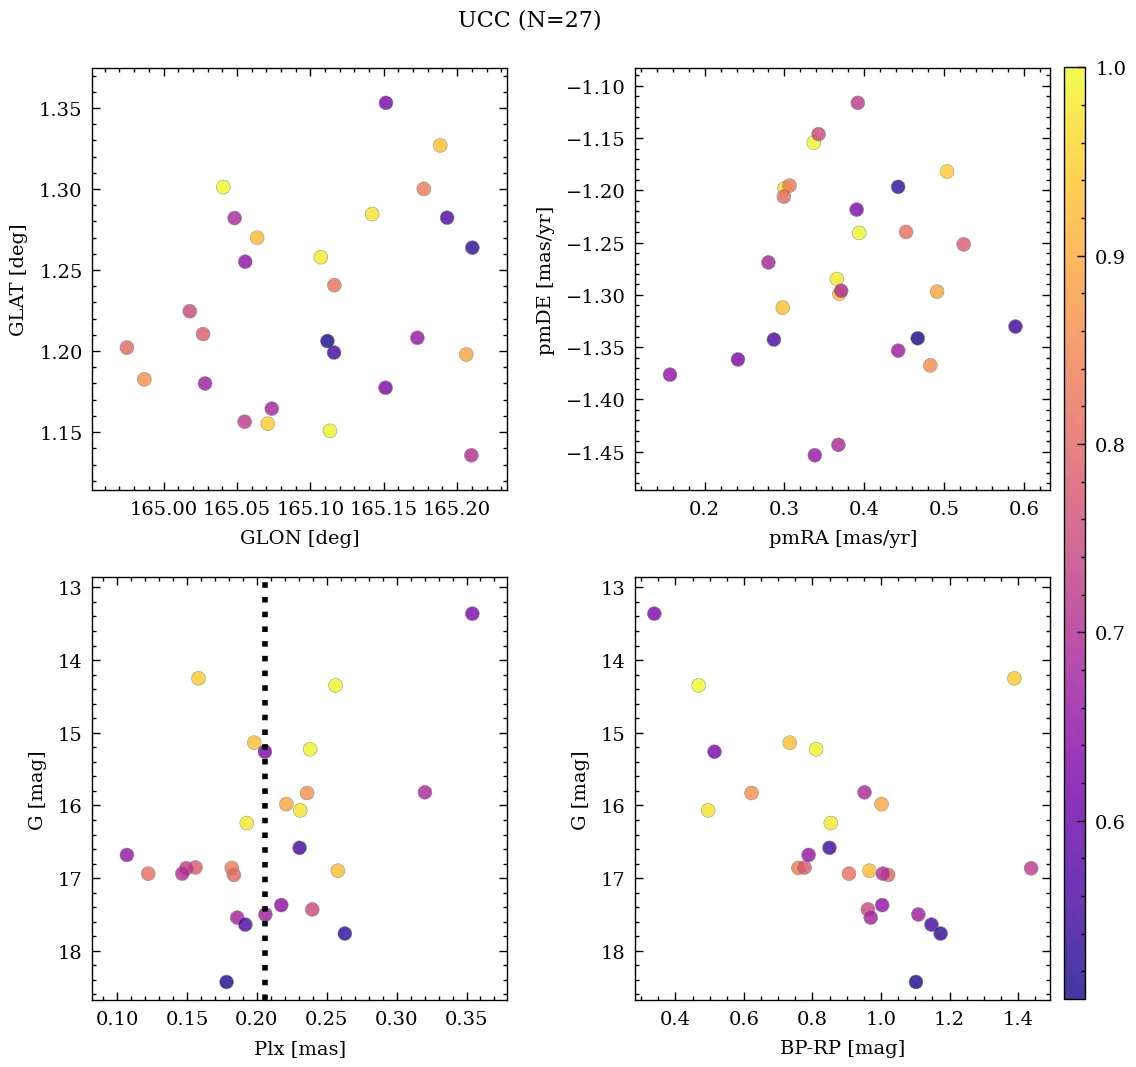 UCC (N=27)
1.35
1.30
1.25
1.20
1.15
GLAT [deg]
165.00 165.05 165.10 165.15 165.20
GLON [deg]
−1.10
−1.15
−1.20
−1.25
−1.30
−1.35
−1.40
−1.45
pmDE [mas/yr]
0.2 0.3 0.4 0.5 0.6
pmRA [mas/yr]
1.0
0.9
0.8
0.7
0.6
13
14
15
16
17
18
G [mag]
0.10 0.15 0.20 0.25 0.30 0.35
Plx [mas]
13
14
15
16
17
18
G [mag]
0.4 0.6 0.8 1.0 1.2 1.4
BP-RP [mag]